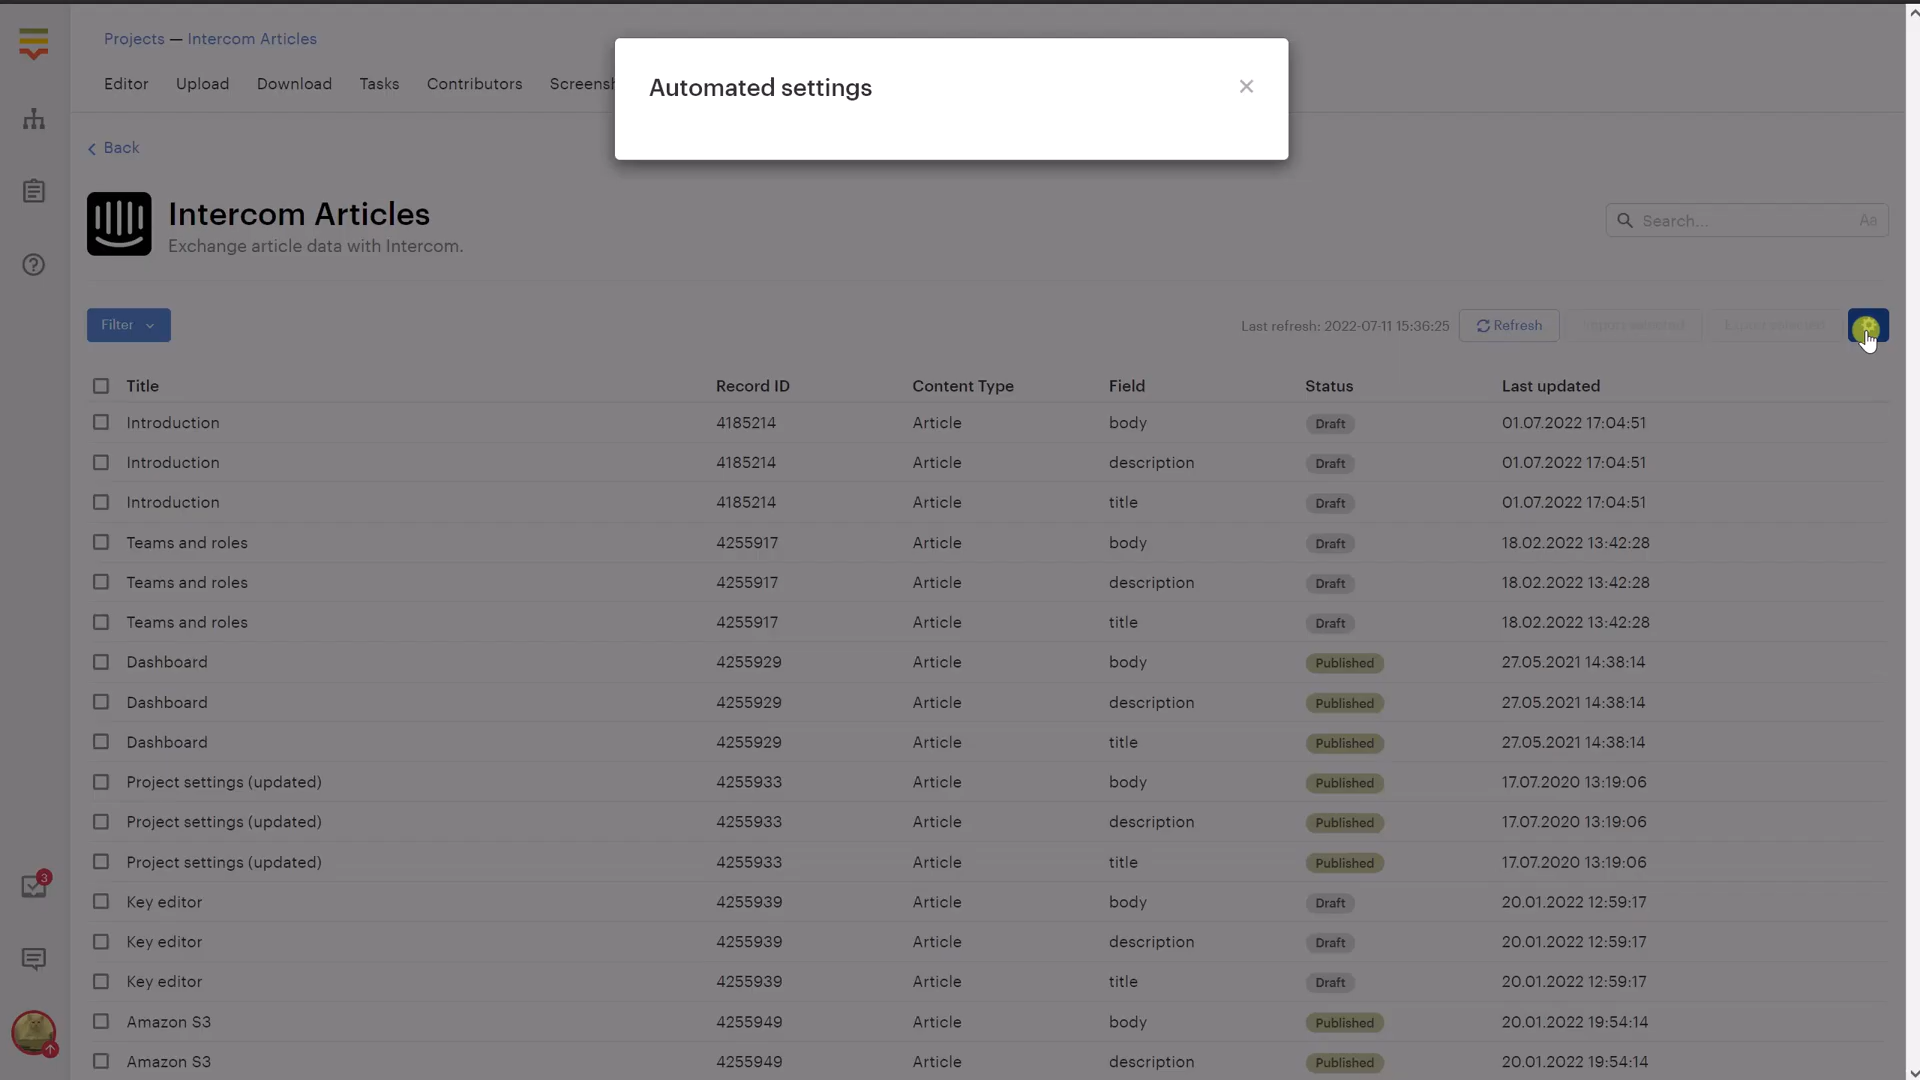 Projects — Intercom Articles
Editor Upload Download Tasks Contributors Screensh
Automated settings
Back
Intercom Articles
Exchange article data with Intercom.
Search... Aa
Filter
Last refresh: 2022-07-11 15:36:25 Refresh Import selected Export selected
Title Record ID Content Type Field Status Last updated
Introduction 4185214 Article body Draft 01.07.2022 17:04:51
Introduction 4185214 Article description Draft 01.07.2022 17:04:51
Introduction 4185214 Article title Draft 01.07.2022 17:04:51
Teams and roles 4255917 Article body Draft 18.02.2022 13:42:28
Teams and roles 4255917 Article description Draft 18.02.2022 13:42:28
Teams and roles 4255917 Article title Draft 18.02.2022 13:42:28
Dashboard 4255929 Article body Published 27.05.2021 14:38:14
Dashboard 4255929 Article description Published 27.05.2021 14:38:14
Dashboard 4255929 Article title Published 27.05.2021 14:38:14
Project settings (updated) 4255933 Article body Published 17.07.2020 13:19:06
Project settings (updated) 4255933 Article description Published 17.07.2020 13:19:06
Project settings (updated) 4255933 Article title Published 17.07.2020 13:19:06
3
Key editor 4255939 Article body Draft 20.01.2022 12:59:17
Key editor 4255939 Article description Draft 20.01.2022 12:59:17
Key editor 4255939 Article title Draft 20.01.2022 12:59:17
Amazon S3 4255949 Article body Published 20.01.2022 19:54:14
Amazon S3 4255949 Article description Published 20.01.2022 19:54:14